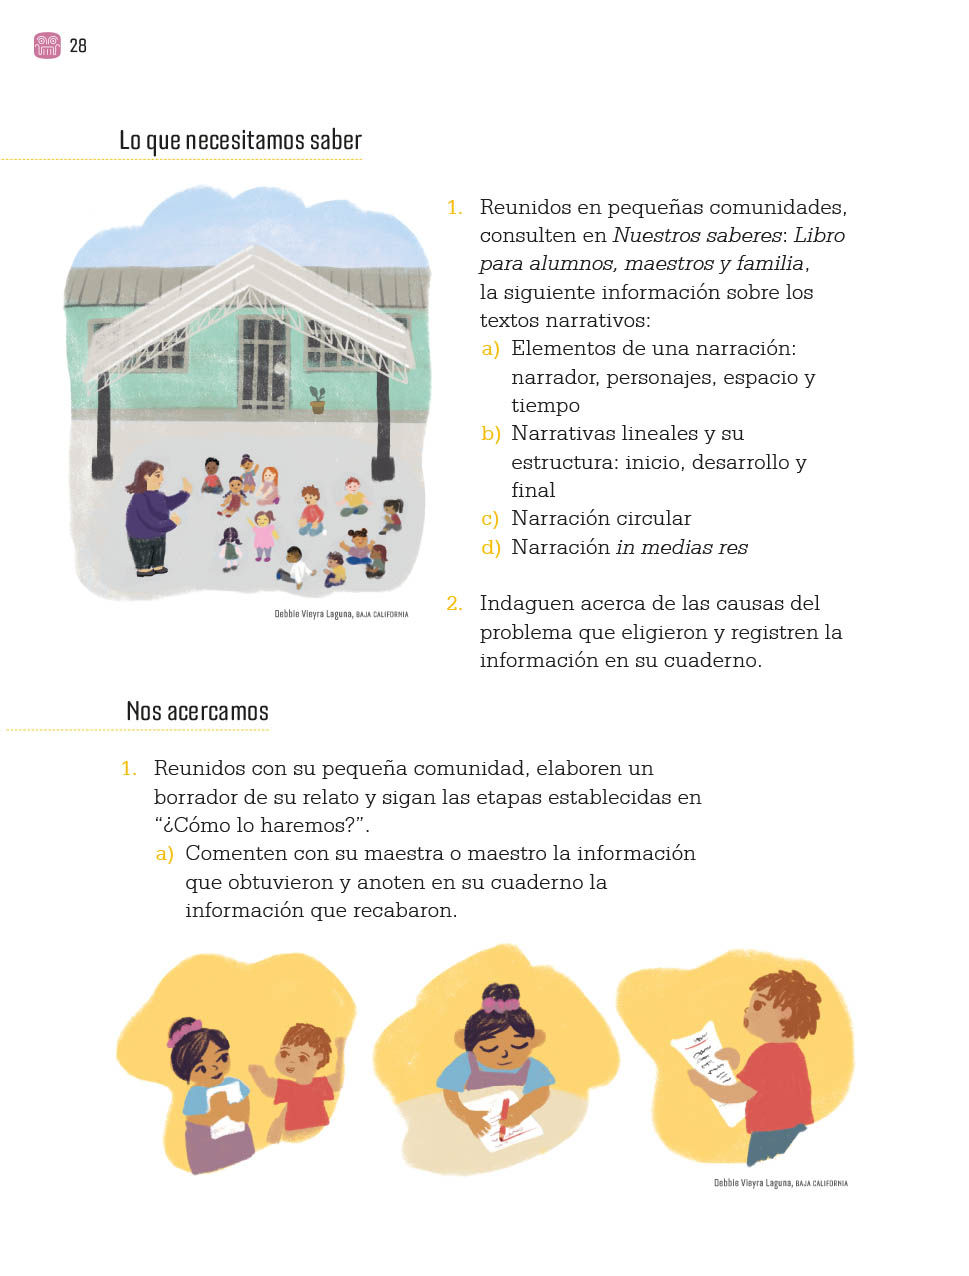 28
Lo que necesitamos saber
1. Reunidos en pequeñas comunidades,
consulten en Nuestros saberes: Libro
para alumnos, maestros y familia,
la siguiente información sobre los
textos narrativos:
a) Elementos de una narración:
narrador, personajes, espacio y
tiempo
b) Narrativas lineales y su
estructura: inicio, desarrollo y
final
c) Narración circular
d) Narración in medias res
Debbie Vieyra Laguna, BAJA CALIFORNIA
2. Indaguen acerca de las causas del
problema que eligieron y registren la
información en su cuaderno.
Nos acercamos
1. Reunidos con su pequeña comunidad, elaboren un
borrador de su relato y sigan las etapas establecidas en
“¿Cómo lo haremos?”.
a) Comenten con su maestra o maestro la información
que obtuvieron y anoten en su cuaderno la
información que recabaron.
Debbie Vieyra Laguna, BAJA CALIFORNIA